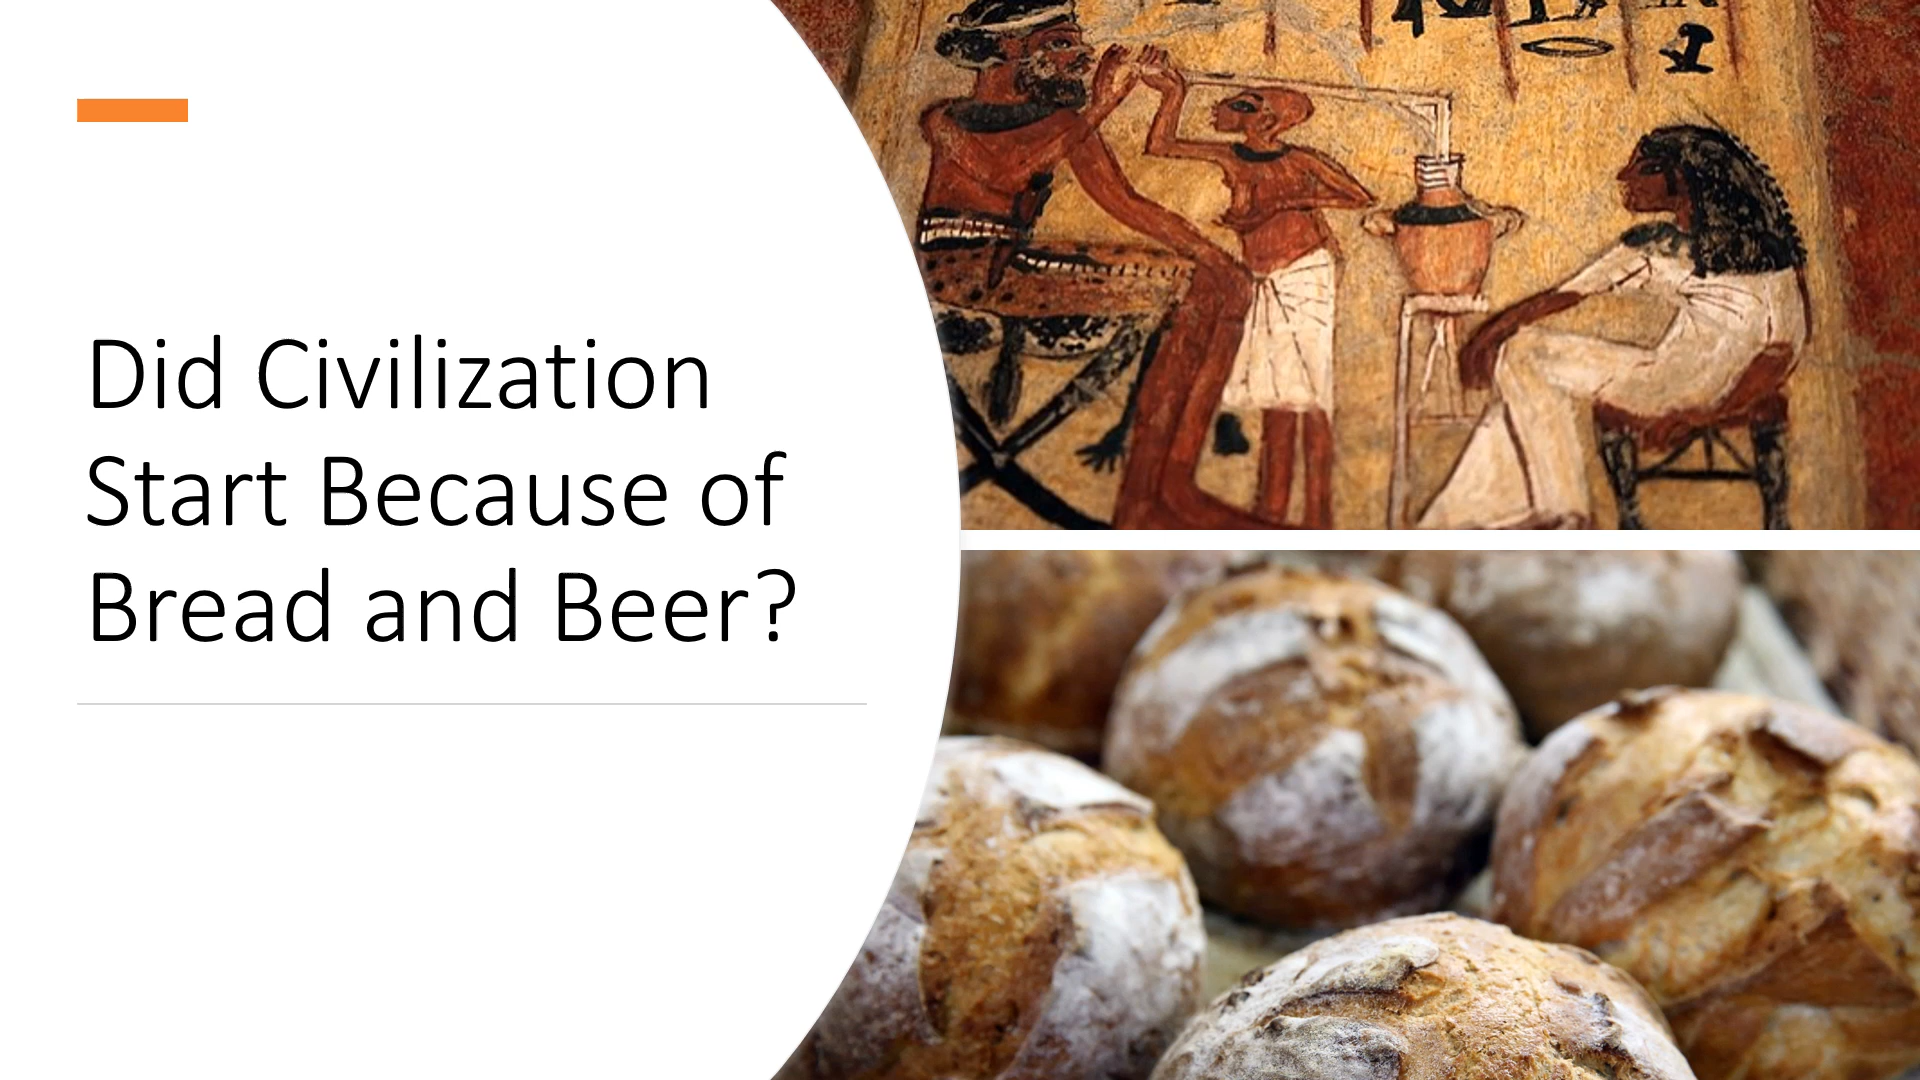 Did Civilization
Start Because of
Bread and Beer?